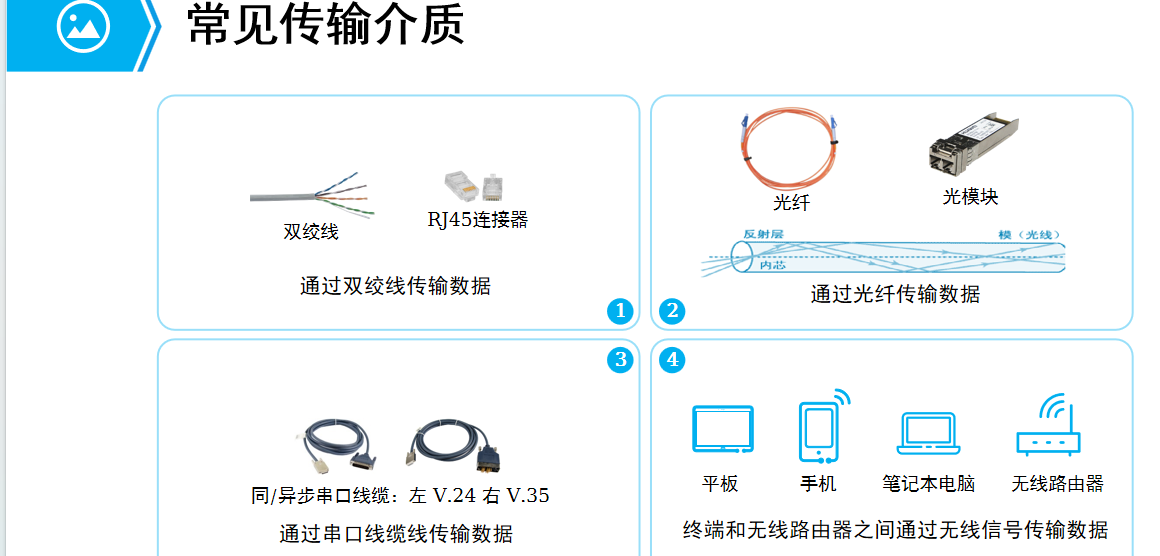 常见传输介质
双绞线
RJ45连接器
通过双绞线传输数据
1
光纤
光模块
反射层
模（光线）
内芯
通过光纤传输数据
2
3
同/异步串口线缆：左 V.24 右 V.35
通过串口线缆线传输数据
4
平板
手机
笔记本电脑
无线路由器
终端和无线路由器之间通过无线信号传输数据